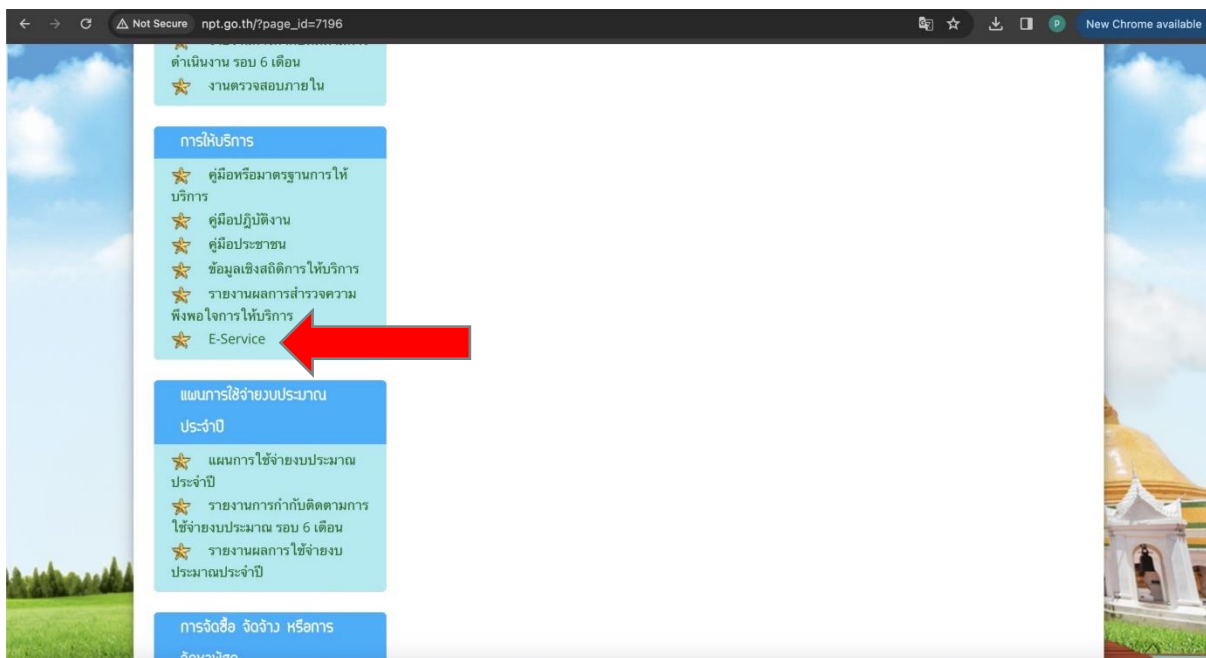 Not Secure npt.go.th/?page_id=7196 P New Chrome available
ดำเนินงาน รอบ 6 เดือน
งานตรวจสอบภายใน
การให้บริการ
คู่มือหรือมาตรฐานการให้
บริการ
คู่มือปฏิบัติงาน
คู่มือประชาชน
ข้อมูลเชิงสถิติการให้บริการ
รายงานผลการสำรวจความ
พึงพอใจการให้บริการ
E-Service
แผนการใช้จ่ายงบประมาณ
ประจำปี
แผนการใช้จ่ายงบประมาณ
ประจำปี
รายงานการกำกับติดตามการ
ใช้จ่ายงบประมาณ รอบ 6 เดือน
รายงานผลการใช้จ่ายงบ
ประมาณประจำปี
การจัดซื้อ จัดจ้าง หรือการ